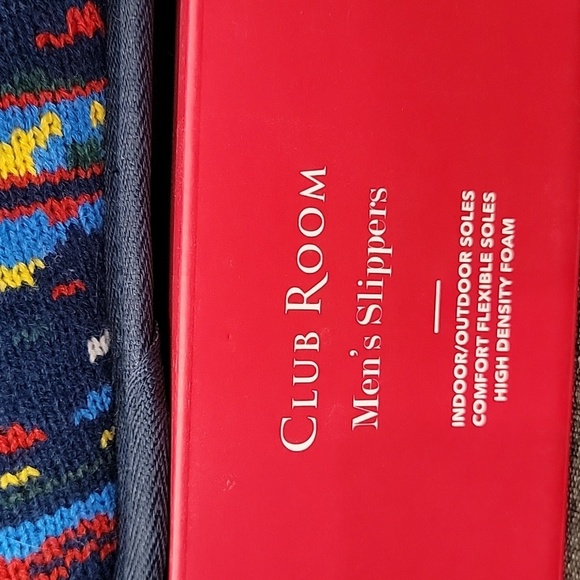 CLUB ROOM
Men's Slippers
INDOOR/OUTDOOR SOLES
COMFORT FLEXIBLE SOLES
HIGH DENSITY FOAM